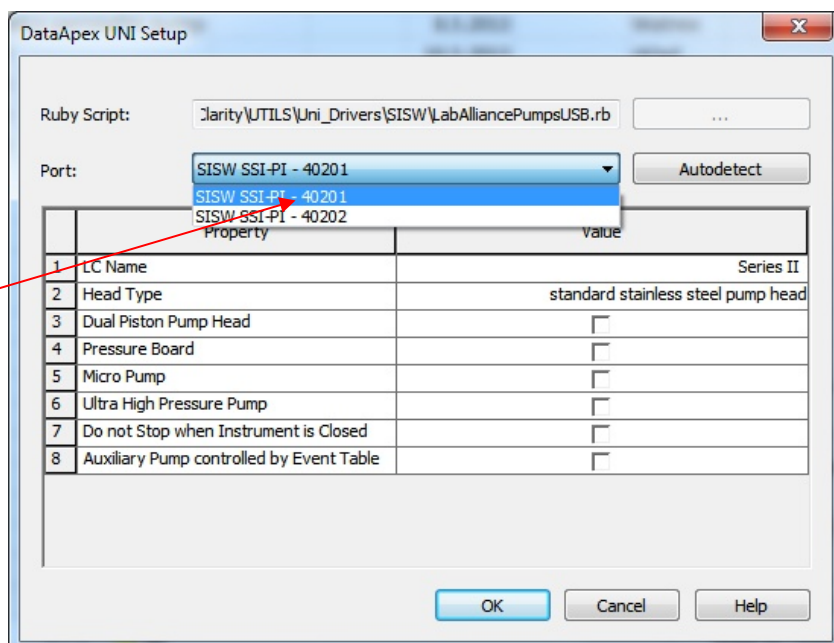 DataApex UNI Setup
Ruby Script: :larity\UTILS\Uni_Drivers\SISW\LabAlliancePumpsUSB.rb ...
Port: SISW SSI-PI - 40201 Autodetect
SISW SSI-PI - 40201
SISW SSI-PI - 40202
Property Value
1 LC Name Series II
2 Head Type standard stainless steel pump head
3 Dual Piston Pump Head
4 Pressure Board
5 Micro Pump
6 Ultra High Pressure Pump
7 Do not Stop when Instrument is Closed
8 Auxiliary Pump controlled by Event Table
OK Cancel Help